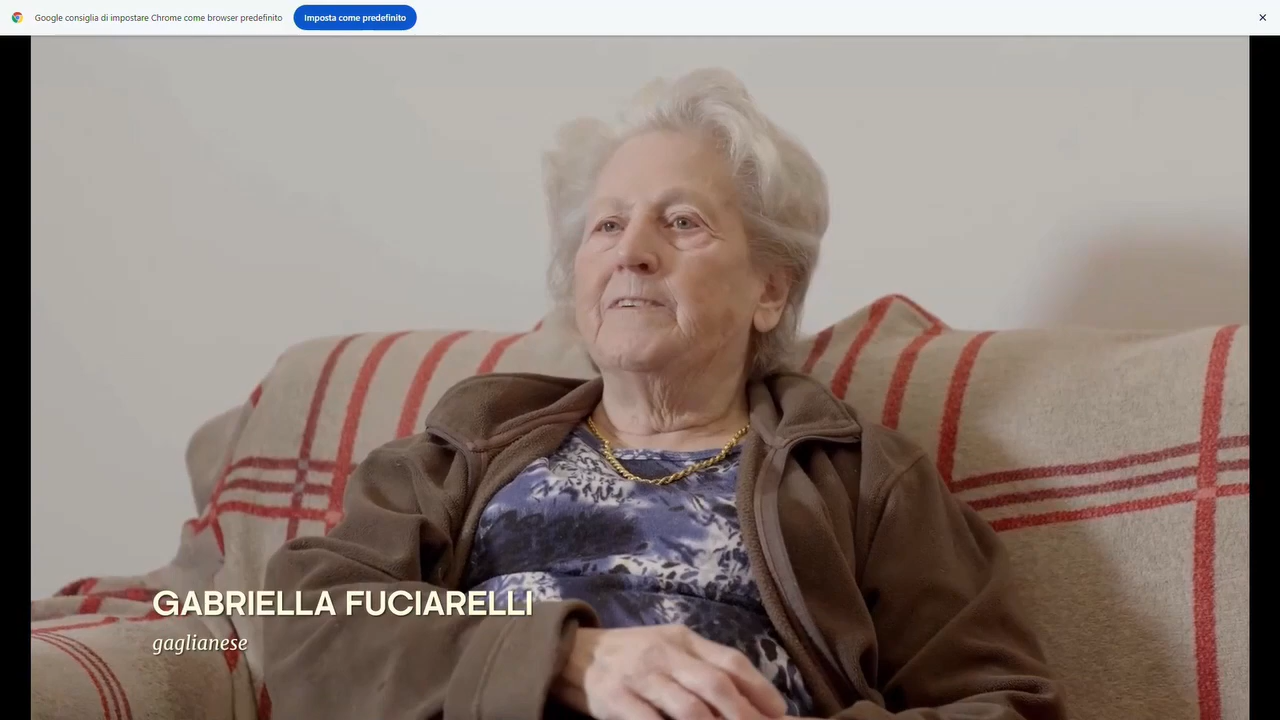 Google consiglia di impostare Chrome come browser predefinito
Imposta come predefinito
GABRIELLA FUCIARELLI
gaglianese